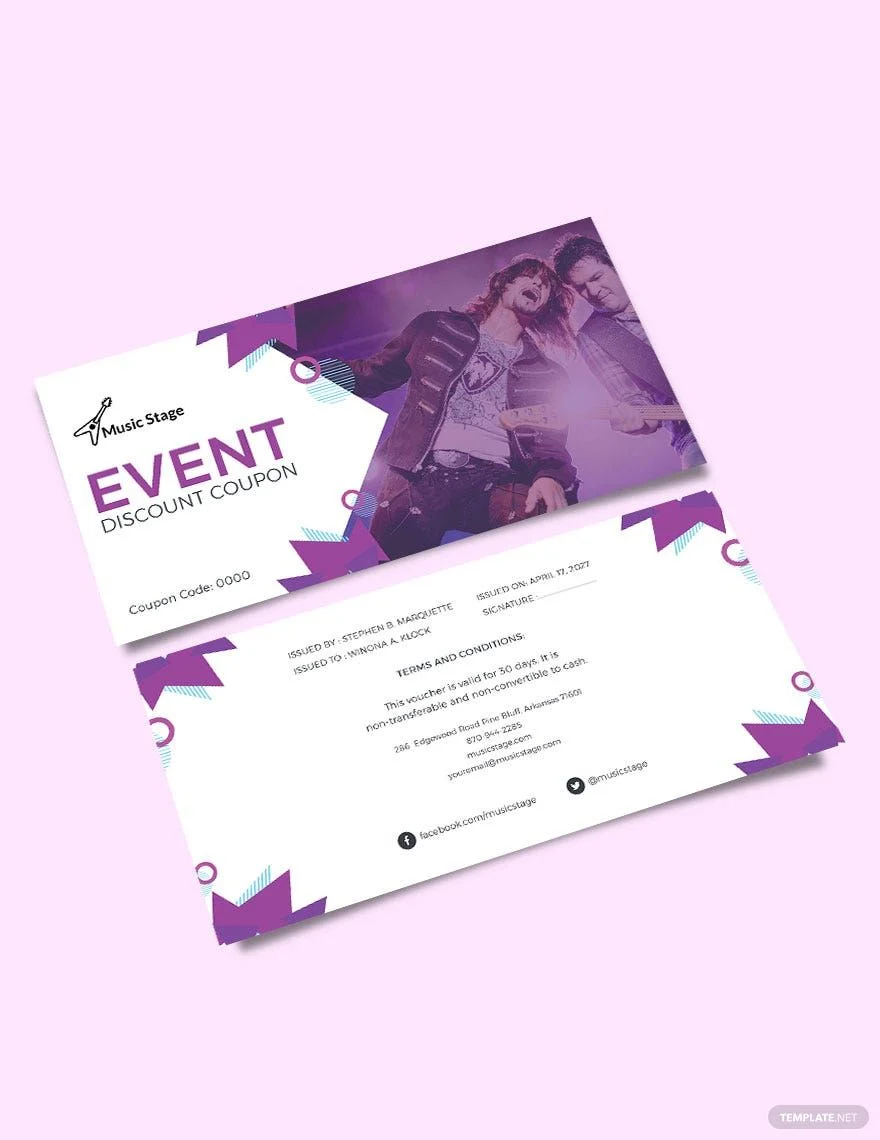 Music Stage
EVENT
DISCOUNT COUPON
Coupon Code: 0000
ISSUED BY : STEPHEN B. MARQUETTE
ISSUED TO : WINONA A. KLOCK
ISSUED ON: APRIL 17, 2027
SIGNATURE :
TERMS AND CONDITIONS:
This voucher is valid for 30 days. It is
non-transferable and non-convertible to cash.
286 Edgewood Road Pine Bluff, Arkansas 71601
870-944-2285
musicstage.com
youremail@musicstage.com
facebook.com/musicstage
@musicstage
TEMPLATE.NET